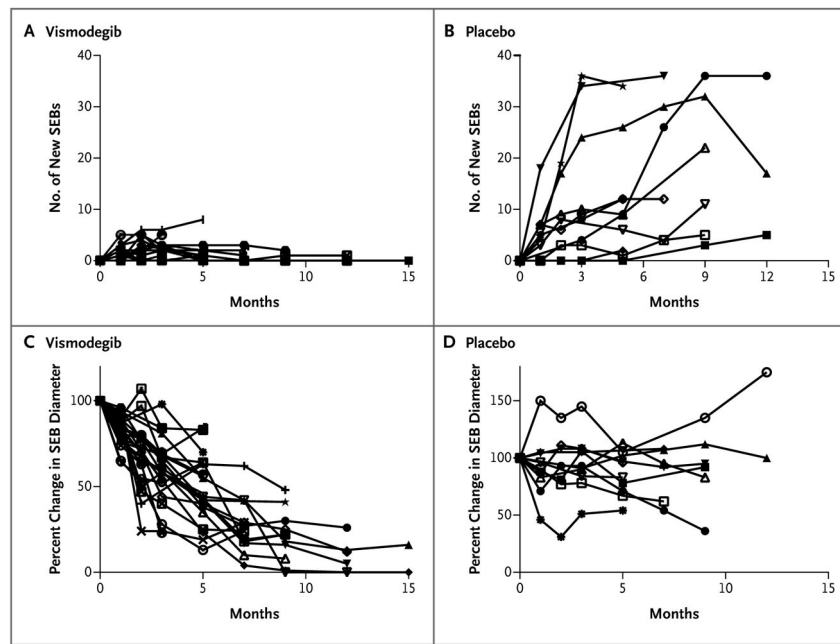 A Vismodegib
No. of New SEBs
40
30
20
10
0
0 5 10 15
Months
B Placebo
No. of New SEBs
40
30
20
10
0
0 3 6 9 12 15
Months
C Vismodegib
Percent Change in SEB Diameter
100
50
0
0 5 10 15
Months
D Placebo
Percent Change in SEB Diameter
150
100
50
0
0 5 10 15
Months